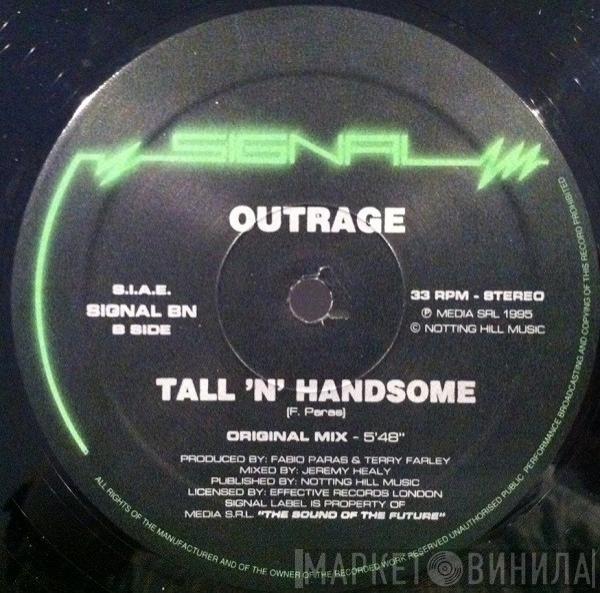 SIGNAL
OUTRAGE
S.I.A.E.
SIGNAL BN
B SIDE
33 RPM - STEREO
℗ MEDIA SRL 1995
© NOTTING HILL MUSIC
TALL 'N' HANDSOME
(F. Paras)
ORIGINAL MIX - 5'48"
PRODUCED BY: FABIO PARAS & TERRY FARLEY
MIXED BY: JEREMY HEALY
PUBLISHED BY: NOTTING HILL MUSIC
LICENSED BY: EFFECTIVE RECORDS LONDON
SIGNAL LABEL IS PROPERTY OF
MEDIA S.R.L. "THE SOUND OF THE FUTURE"
ALL RIGHTS OF THE MANUFACTURER AND OF THE OWNER OF THE RECORDED WORK RESERVED UNAUTHORISED PUBLIC PERFORMANCE BROADCASTING AND COPYING OF THIS RECORD PROHIBITED
МАРКЕТ ВИНИЛА